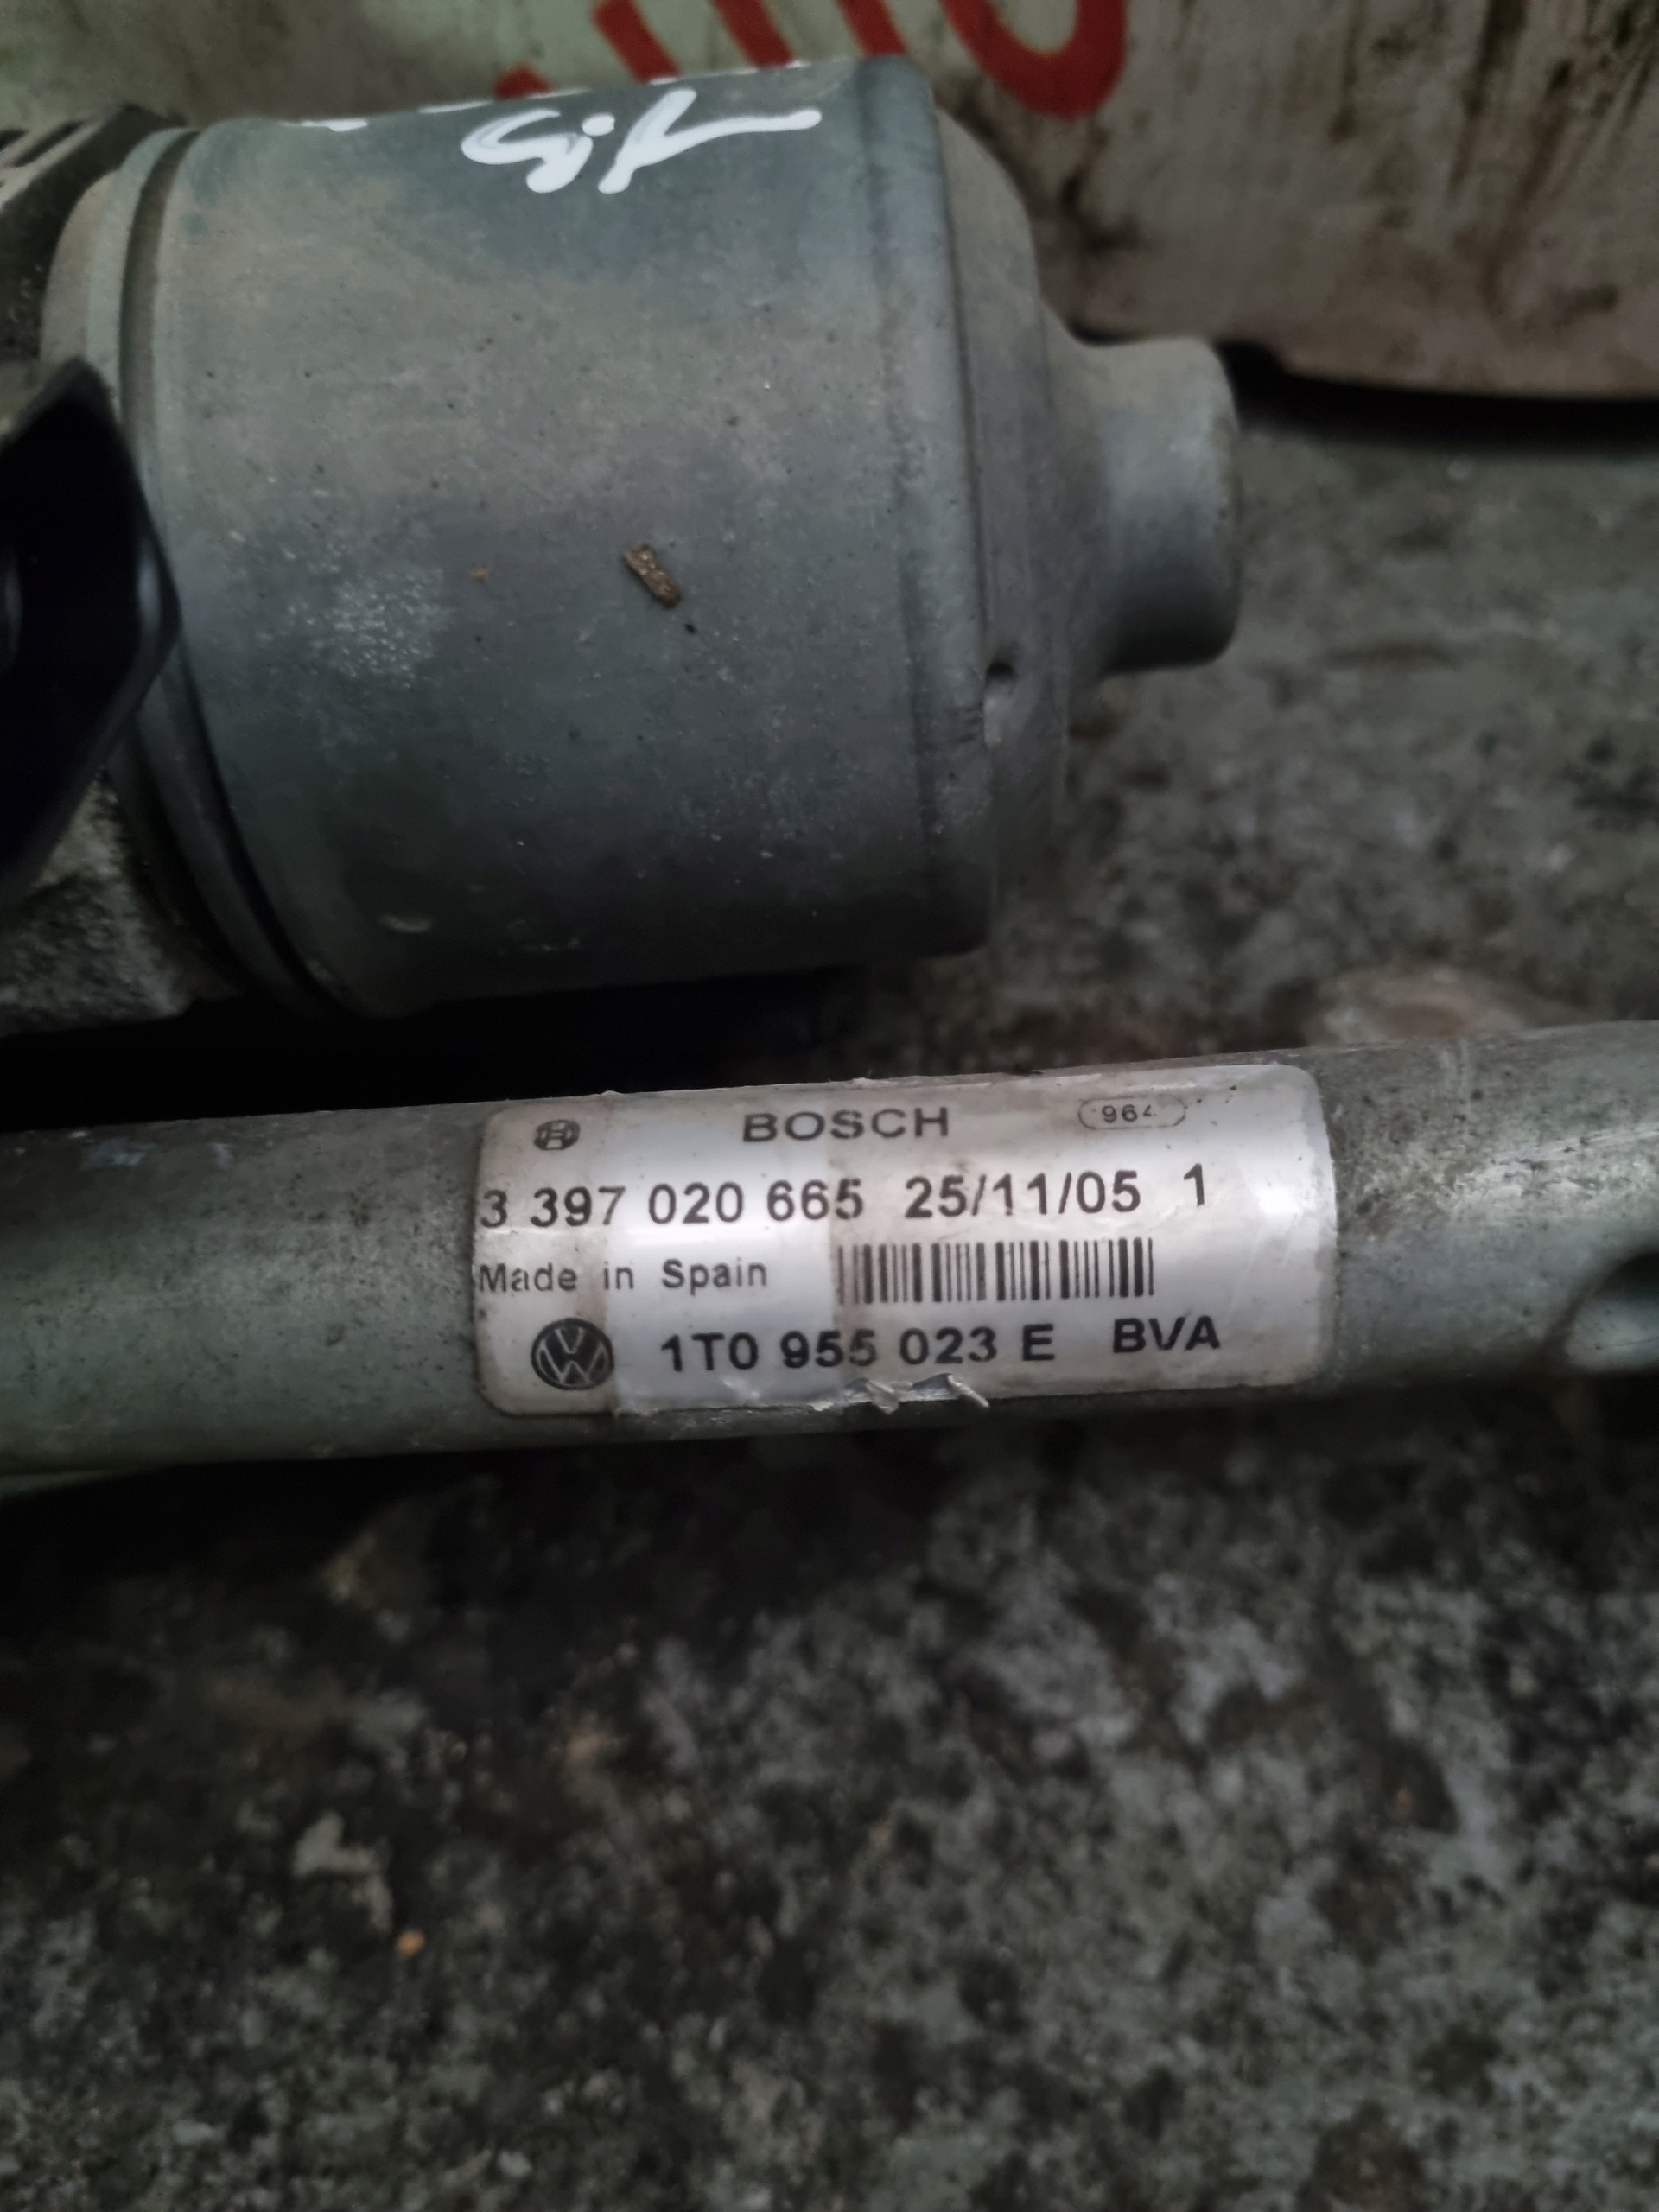 BOSCH 964
3 397 020 665 25/11/05 1
Made in Spain
1T0 955 023 E BVA